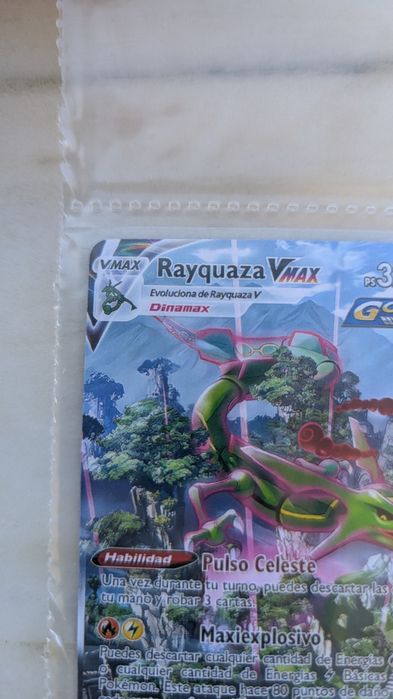 VMAX
Rayquaza VMAX
PS 3
Evoluciona de Rayquaza V
Dinamax
Habilidad Pulso Celeste
Una vez durante tu turno, puedes descartar las
tu mano y robar 3 cartas.
Maxiexplosivo
Puedes descartar cualquier cantidad de Energías
o cualquier cantidad de Energías Básicas
Pokémon. Este ataque hace 80 puntos de daño